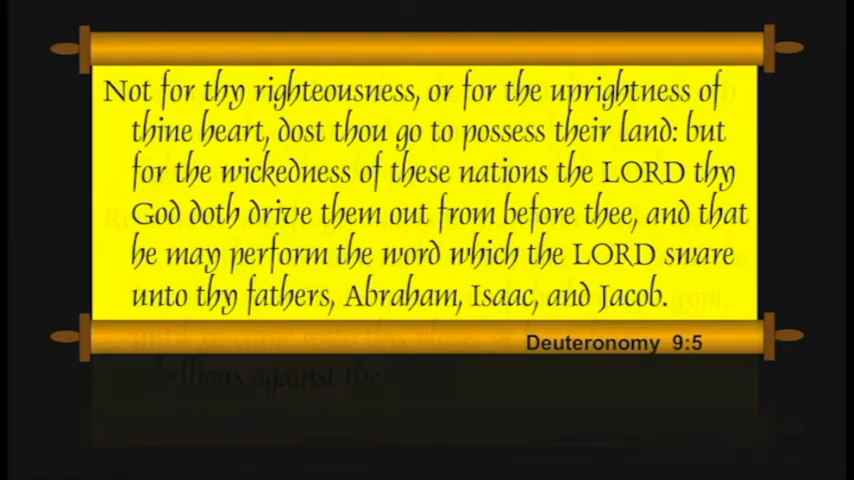 Not for thy righteousness, or for the uprightness of
thine heart, dost thou go to possess their land: but
for the wickedness of these nations the LORD thy
God doth drive them out from before thee, and that
he may perform the word which the LORD sware
unto thy fathers, Abraham, Isaac, and Jacob.
Deuteronomy 9:5
against the